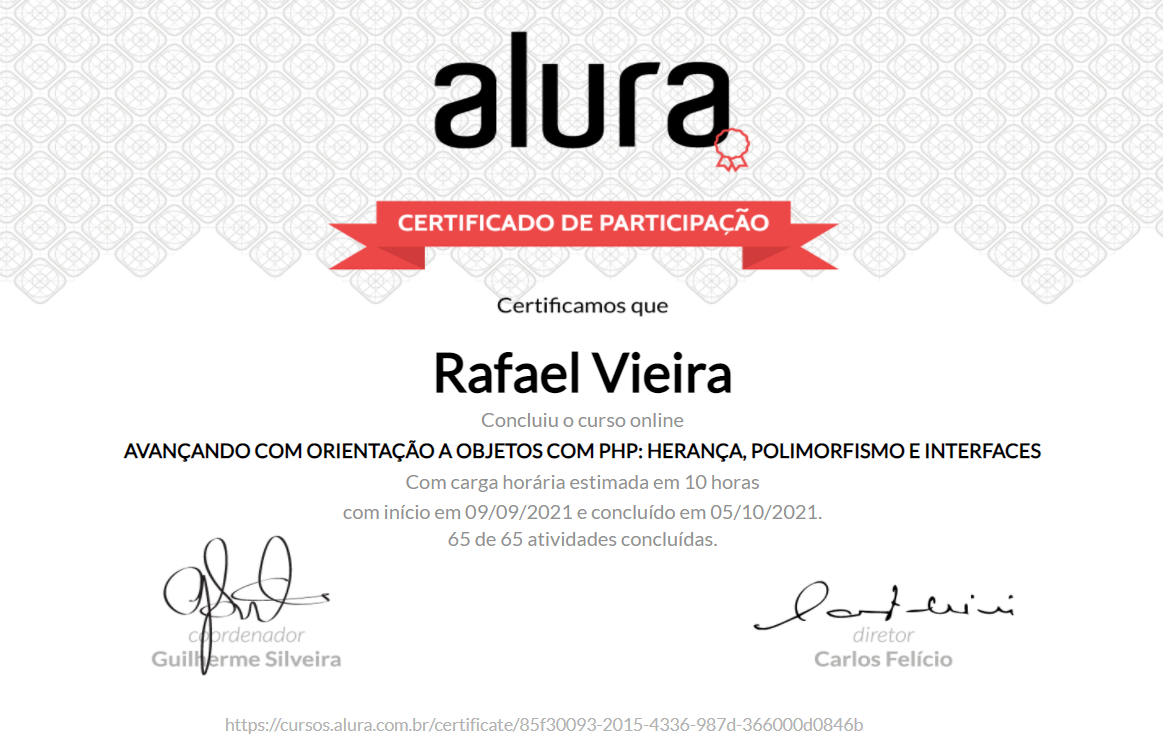 alura
CERTIFICADO DE PARTICIPAÇÃO
Certificamos que
Rafael Vieira
Concluiu o curso online
AVANÇANDO COM ORIENTAÇÃO A OBJETOS COM PHP: HERANÇA, POLIMORFISMO E INTERFACES
Com carga horária estimada em 10 horas
com início em 09/09/2021 e concluído em 05/10/2021.
65 de 65 atividades concluídas.
coordenador
Guilherme Silveira
diretor
Carlos Felício
https://cursos.alura.com.br/certificate/85f30093-2015-4336-987d-366000d0846b